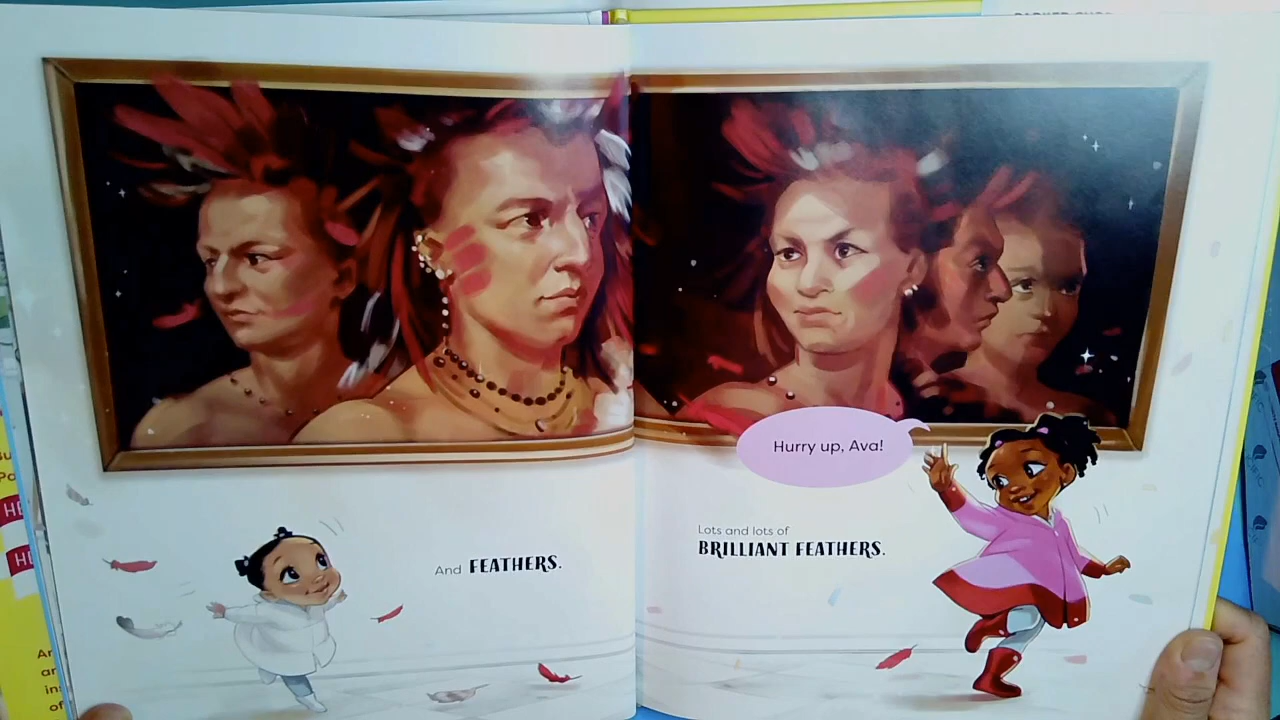 And FEATHERS.
Hurry up, Ava!
Lots and lots of
BRILLIANT FEATHERS.